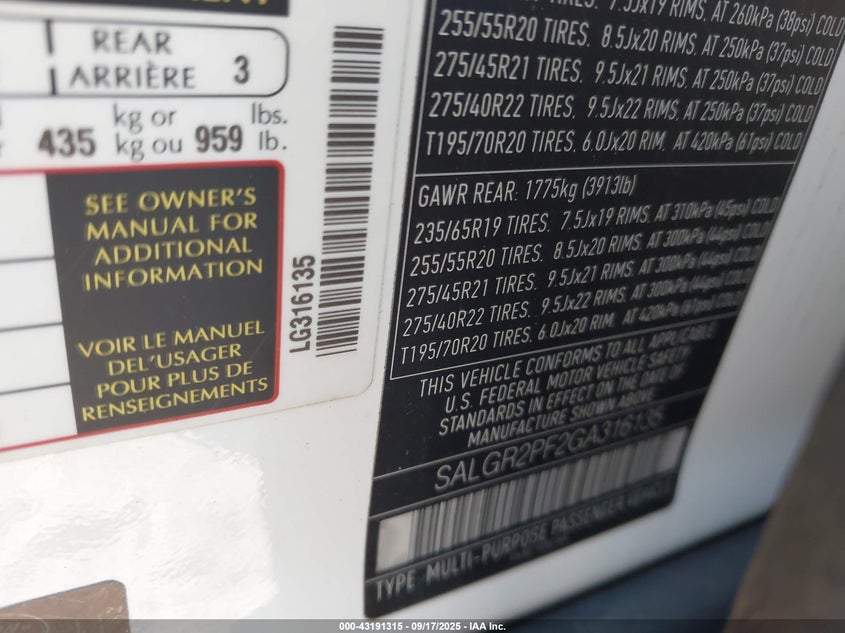 REAR
ARRIÈRE 3
kg or lbs.
435 kg ou 959 lb.
SEE OWNER'S
MANUAL FOR
ADDITIONAL
INFORMATION
VOIR LE MANUEL
DEL'USAGER
POUR PLUS DE
RENSEIGNEMENTS
LG316135
7.5Jx19 RIMS, AT 260kPa (38psi) COLD
255/55R20 TIRES, 8.5Jx20 RIMS, AT 250kPa (37psi) COLD
275/45R21 TIRES, 9.5Jx21 RIMS, AT 250kPa (37psi) COLD
275/40R22 TIRES, 9.5Jx22 RIMS, AT 250kPa (37psi) COLD
T195/70R20 TIRES, 6.0Jx20 RIM, AT 420kPa (61psi) COLD
GAWR REAR: 1775kg (3913lb)
235/65R19 TIRES, 7.5Jx19 RIMS, AT 310kPa (45psi) COLD
255/55R20 TIRES, 8.5Jx20 RIMS, AT 300kPa (44psi) COLD
275/45R21 TIRES, 9.5Jx21 RIMS, AT 300kPa (44psi) COLD
275/40R22 TIRES, 9.5Jx22 RIMS, AT 300kPa (44psi) COLD
T195/70R20 TIRES, 6.0Jx20 RIM, AT 420kPa (61psi) COLD
THIS VEHICLE CONFORMS TO ALL APPLICABLE
U.S. FEDERAL MOTOR VEHICLE SAFETY
STANDARDS IN EFFECT ON THE DATE OF
MANUFACTURE SHOWN ABOVE
SALGR2PF2GA316135
TYPE MULTI-PURPOSE PASSENGER VEHICLE
000-43191315 - 09/17/2025 - IAA Inc.